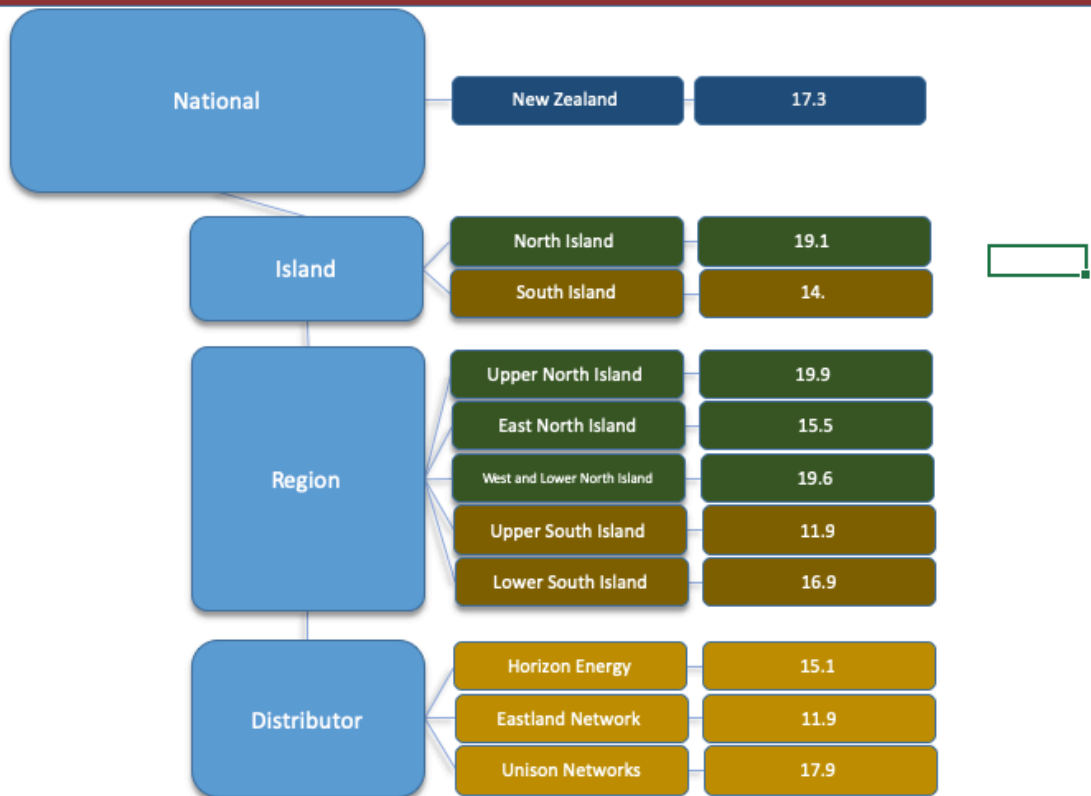 National
New Zealand 17.3
Island
North Island 19.1
South Island 14.
Region
Upper North Island 19.9
East North Island 15.5
West and Lower North Island 19.6
Upper South Island 11.9
Lower South Island 16.9
Distributor
Horizon Energy 15.1
Eastland Network 11.9
Unison Networks 17.9